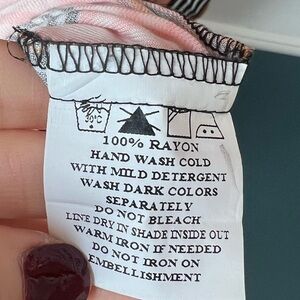 30°C
100% RAYON
HAND WASH COLD
WITH MILD DETERGENT
WASH DARK COLORS
SEPARATELY
DO NOT BLEACH
LINE DRY IN SHADE INSIDE OUT
WARM IRON IF NEEDED
DO NOT IRON ON
EMBELLISHMENT